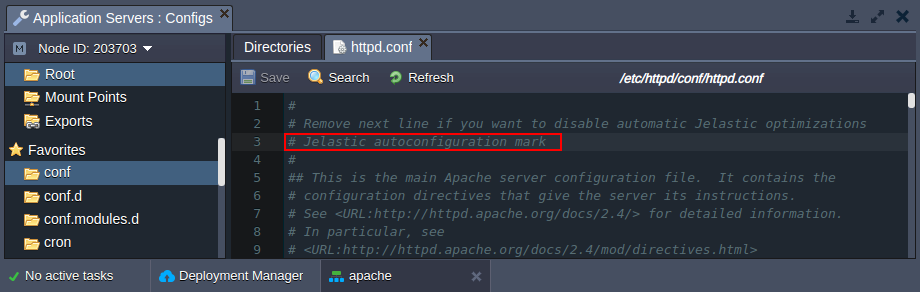 Application Servers : Configs
M Node ID: 203703
Root
Mount Points
Exports
Favorites
conf
conf.d
conf.modules.d
cron
Directories httpd.conf
Save Search Refresh /etc/httpd/conf/httpd.conf
1 #
2 # Remove next line if you want to disable automatic Jelastic optimizations
3 # Jelastic autoconfiguration mark
4 #
5 ## This is the main Apache server configuration file.  It contains the
6 # configuration directives that give the server its instructions.
7 # See <URL:http://httpd.apache.org/docs/2.4/> for detailed information.
8 # In particular, see
9 # <URL:http://httpd.apache.org/docs/2.4/mod/directives.html>
No active tasks Deployment Manager apache